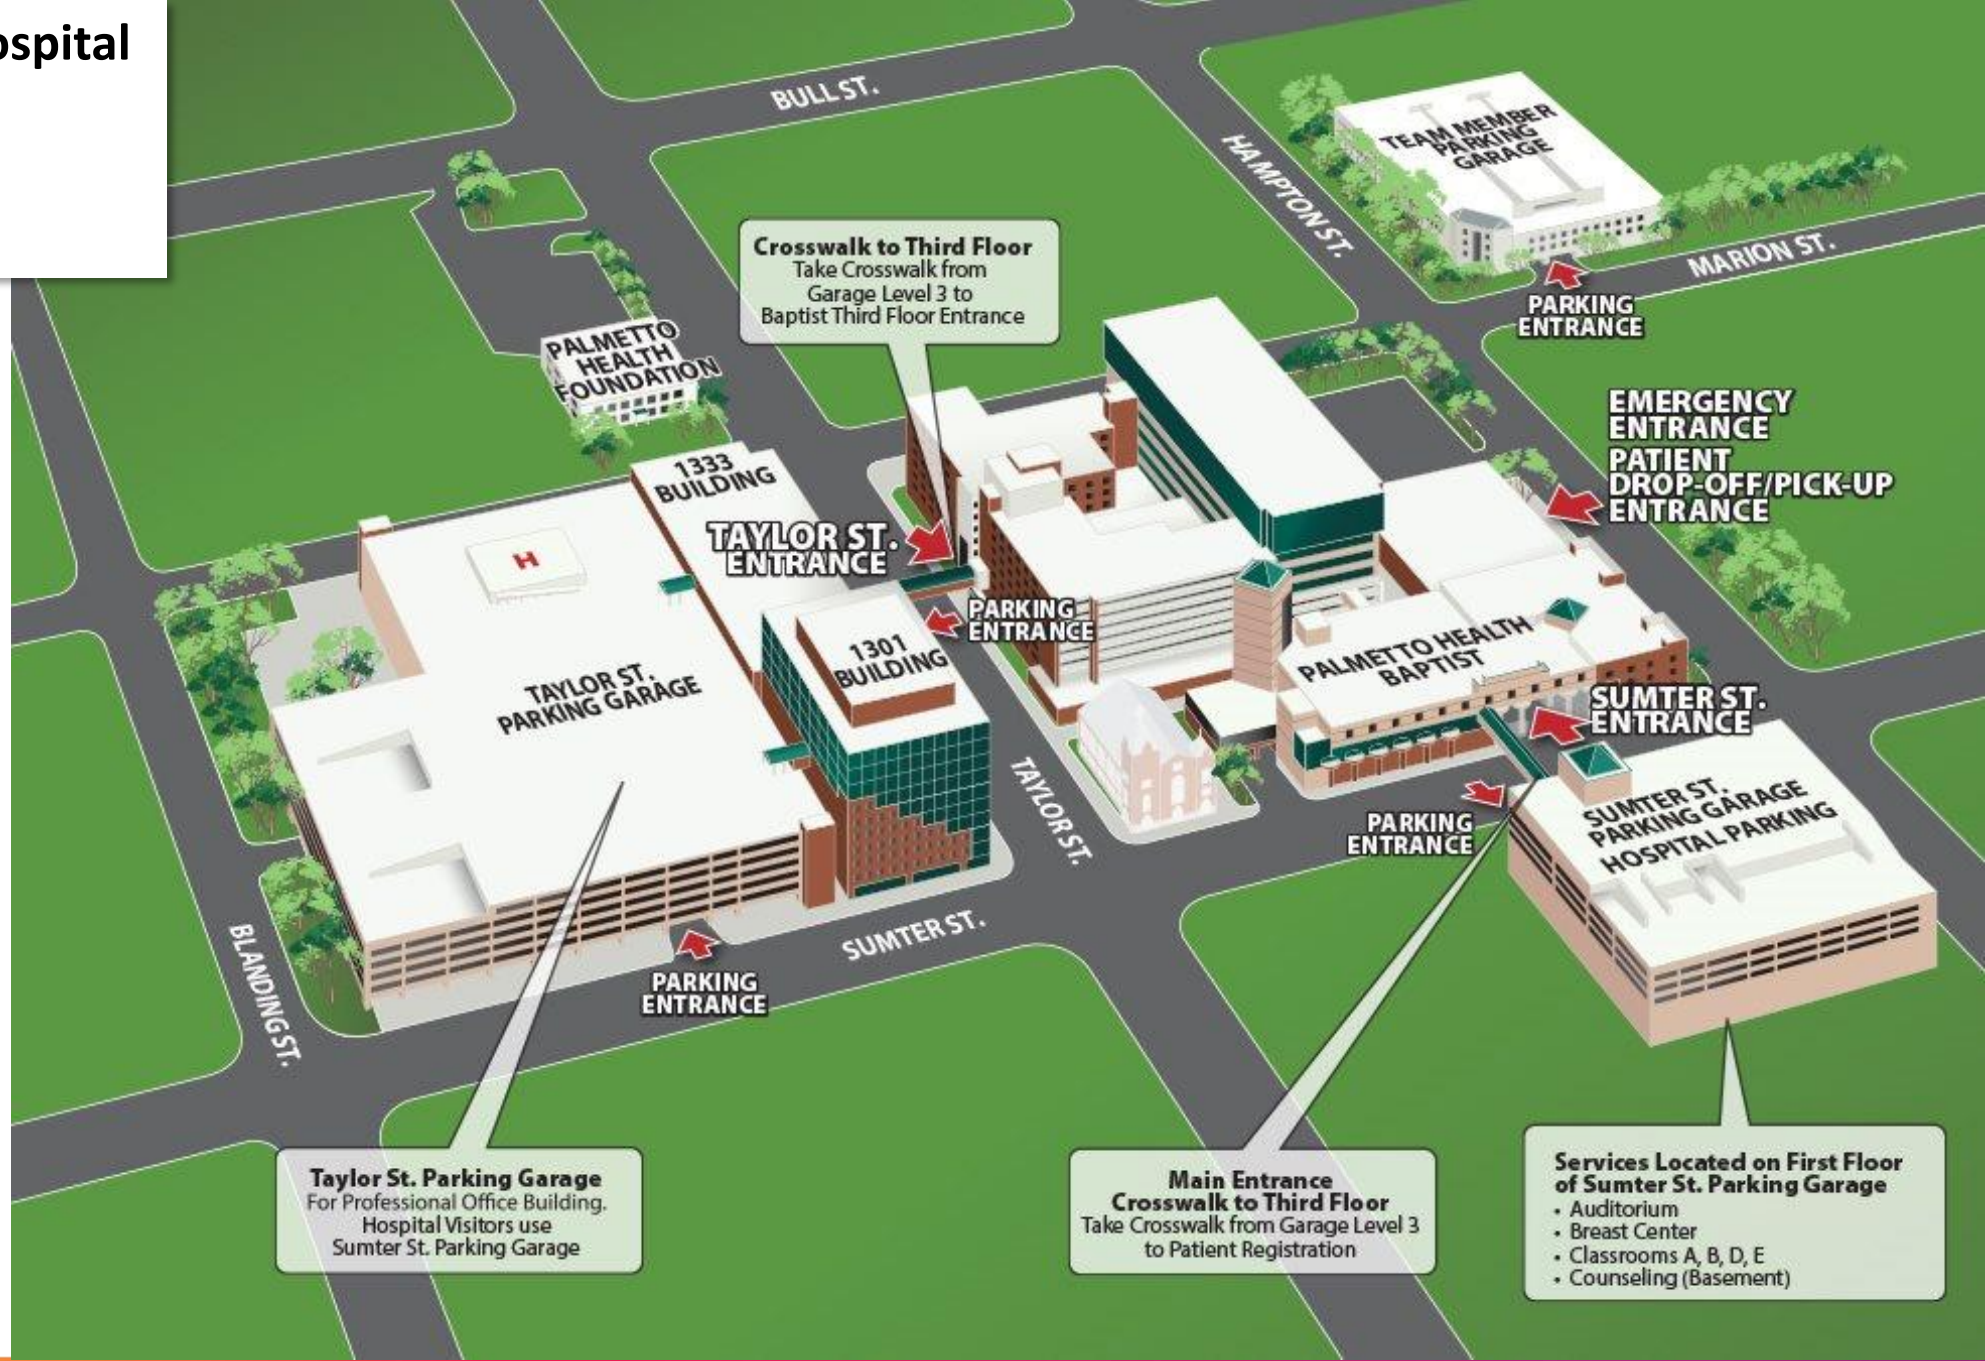 ospital
BULL ST.
HAMPTON ST.
TEAM MEMBER
PARKING
GARAGE
MARION ST.
PARKING
ENTRANCE
Crosswalk to Third Floor
Take Crosswalk from
Garage Level 3 to
Baptist Third Floor Entrance
PALMETTO
HEALTH
FOUNDATION
EMERGENCY
ENTRANCE
PATIENT
DROP-OFF/PICK-UP
ENTRANCE
1333
BUILDING
H
TAYLOR ST.
ENTRANCE
PARKING
ENTRANCE
1301
BUILDING
TAYLOR ST.
PARKING GARAGE
PALMETTO HEALTH
BAPTIST
SUMTER ST.
ENTRANCE
TAYLOR ST.
PARKING
ENTRANCE
SUMTER ST.
PARKING GARAGE
HOSPITAL PARKING
BLANDING ST.
SUMTER ST.
PARKING
ENTRANCE
Taylor St. Parking Garage
For Professional Office Building.
Hospital Visitors use
Sumter St. Parking Garage
Main Entrance
Crosswalk to Third Floor
Take Crosswalk from Garage Level 3
to Patient Registration
Services Located on First Floor
of Sumter St. Parking Garage
• Auditorium
• Breast Center
• Classrooms A, B, D, E
• Counseling (Basement)